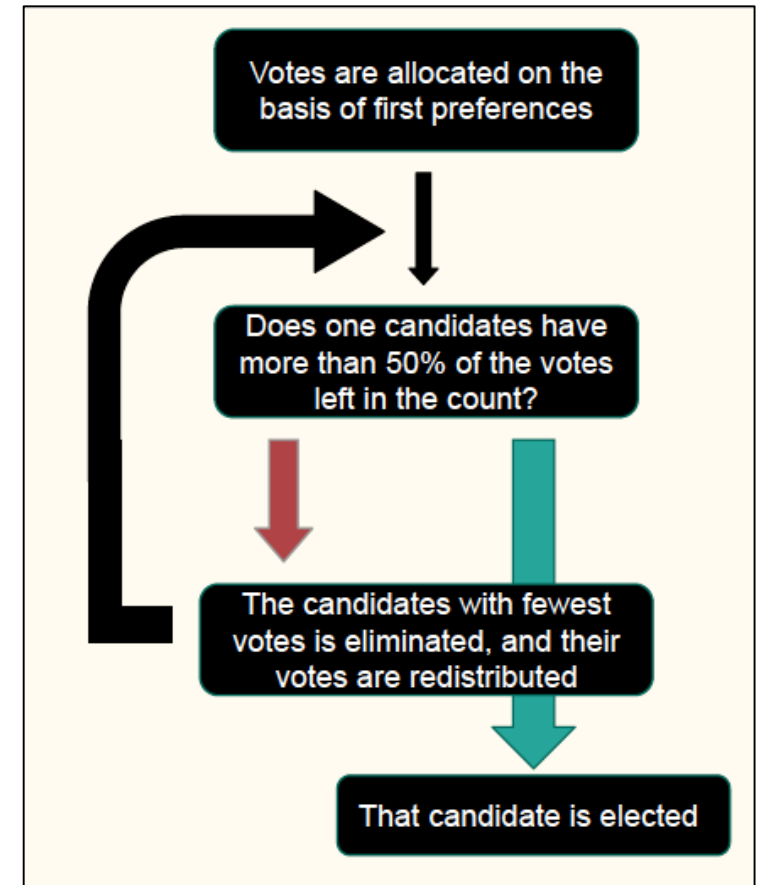 Votes are allocated on the
basis of first preferences
Does one candidates have
more than 50% of the votes
left in the count?
The candidates with fewest
votes is eliminated, and their
votes are redistributed
That candidate is elected